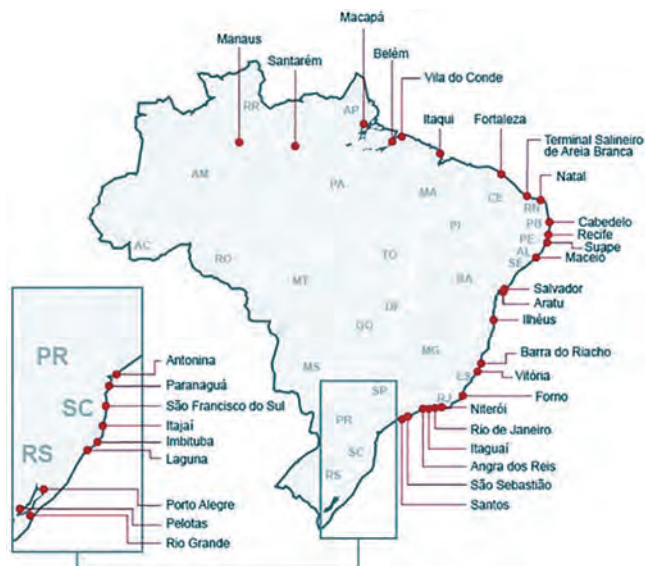 Macapá
Manaus
Belém
Santarém
Vila do Conde
RR
AP
Itaqui
Fortaleza
Terminal Salineiro
de Areia Branca
Natal
AM
PA
MA
CE
RN
Cabedelo
PB
Recife
PI
PE
Suape
AC
AL
Maceió
RO
TO
SE
MT
BA
Salvador
Aratu
DF
Ilhéus
GO
PR
Antonina
MG
Barra do Riacho
MS
ES
Vitória
Paranaguá
SP
Forno
SC
São Francisco do Sul
RJ
Niterói
Itajaí
PR
Rio de Janeiro
Imbituba
SC
Itaguaí
RS
Laguna
Angra dos Reis
RS
São Sebastião
Porto Alegre
Santos
Pelotas
Rio Grande